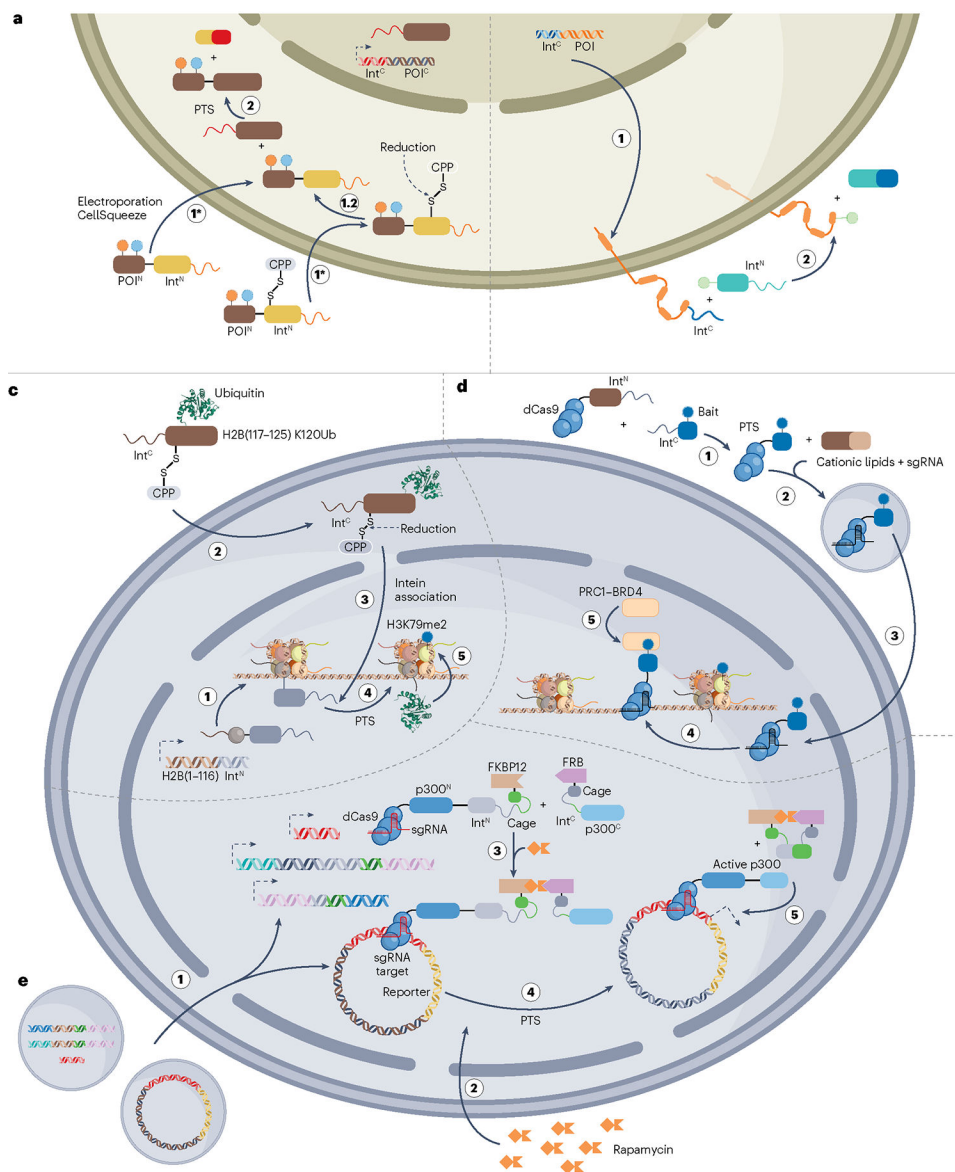 a
Int^C POI^C
Int^C POI
PTS
2
+
+
Reduction
CPP
S
S
1
Electroporation
CellSqueeze
1*
1.2
POI^N Int^N
CPP
S
S
1*
POI^N Int^N
+
Int^N
2
+
Int^C
c
Ubiquitin
H2B(117–125) K120Ub
Int^C
S
S
CPP
2
Int^C
S
S
CPP
Reduction
3
Intein
association
H3K79me2
5
1
4
PTS
H2B(1–116) Int^N
d
Int^N
dCas9
+
Bait
Int^C
1
PTS
+
Cationic lipids + sgRNA
2
3
PRC1–BRD4
5
4
FKBP12
FRB
p300^N
Cage
dCas9
+
sgRNA
Int^N
Cage
Int^C
p300^C
3
+
Active p300
5
sgRNA
target
Reporter
4
PTS
1
e
2
Rapamycin